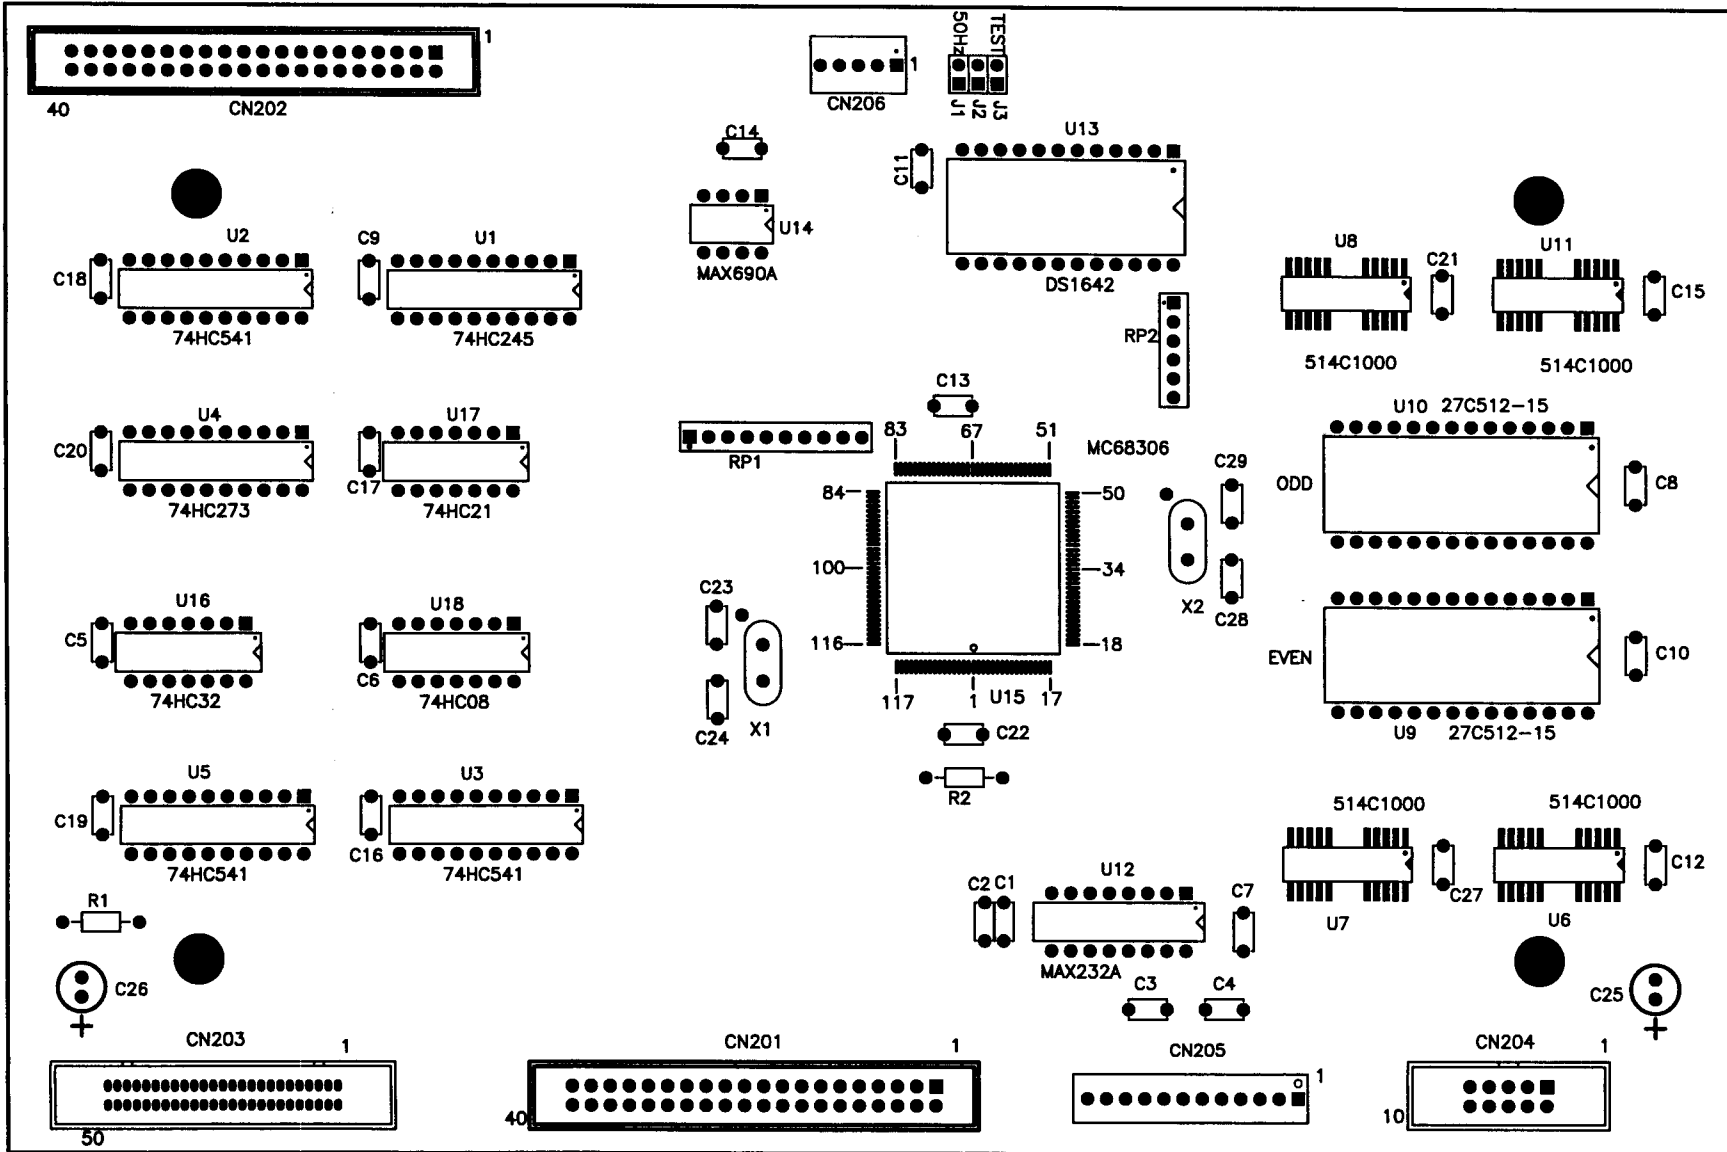 1
50Hz
TEST
1
40
CN202
CN206
J1
J2
J3
C14
U13
C11
U14
MAX690A
DS1642
U2
C9
U1
C18
74HC541
74HC245
U8
C21
U11
C15
514C1000
514C1000
RP2
C13
U4
U17
C20
C17
74HC273
74HC21
RP1
83
67
51
MC68306
U10
27C512-15
84
50
C29
ODD
C8
100
34
U16
U18
C23
X2
C28
C5
C6
116
18
EVEN
C10
74HC32
74HC08
117
1
U15
17
C24
X1
C22
U9
27C512-15
R2
U5
U3
C19
C16
74HC541
74HC541
514C1000
514C1000
C12
C27
U7
U6
R1
C2
C1
U12
C7
MAX232A
C26
+
C3
C4
C25
+
CN203
1
CN201
1
CN205
1
CN204
1
50
40
10